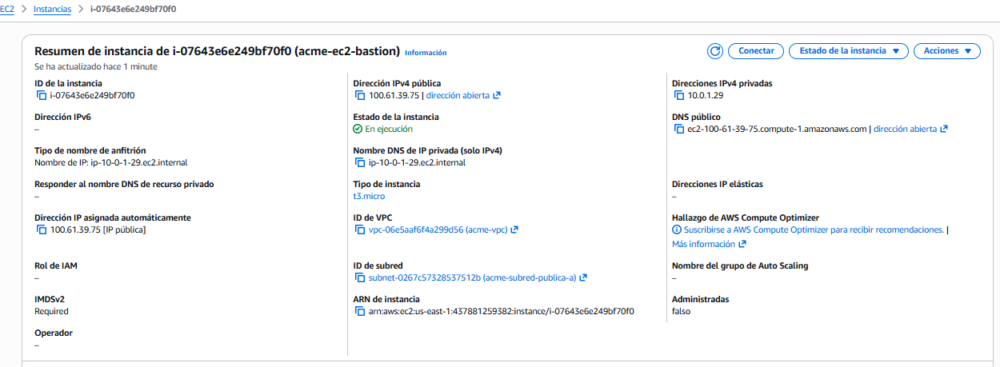 EC2 > Instancias > i-07643e6e249bf70f0
Resumen de instancia de i-07643e6e249bf70f0 (acme-ec2-bastion) Información
Conectar
Estado de la instancia
Acciones
Se ha actualizado hace 1 minute
ID de la instancia
i-07643e6e249bf70f0
Dirección IPv4 pública
100.61.39.75 | dirección abierta
Direcciones IPv4 privadas
10.0.1.29
Dirección IPv6
–
Estado de la instancia
En ejecución
DNS público
ec2-100-61-39-75.compute-1.amazonaws.com | dirección abierta
Tipo de nombre de anfitrión
Nombre de IP: ip-10-0-1-29.ec2.internal
Nombre DNS de IP privada (solo IPv4)
ip-10-0-1-29.ec2.internal
Responder al nombre DNS de recurso privado
–
Tipo de instancia
t3.micro
Direcciones IP elásticas
–
Dirección IP asignada automáticamente
100.61.39.75 [IP pública]
ID de VPC
vpc-06e5aaf6f4a299d56 (acme-vpc)
Hallazgo de AWS Compute Optimizer
Suscribirse a AWS Compute Optimizer para recibir recomendaciones. |
Más información
Rol de IAM
–
ID de subred
subnet-0267c57328537512b (acme-subred-publica-a)
Nombre del grupo de Auto Scaling
–
IMDSv2
Required
ARN de instancia
arn:aws:ec2:us-east-1:437881259382:instance/i-07643e6e249bf70f0
Administradas
falso
Operador
–